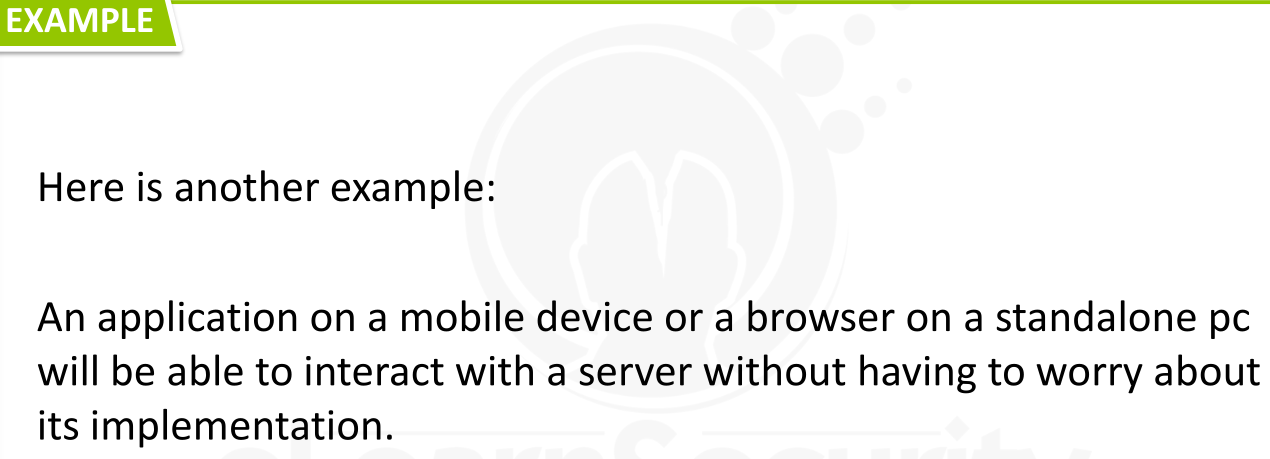 EXAMPLE
Here is another example:
An application on a mobile device or a browser on a standalone pc
will be able to interact with a server without having to worry about
its implementation.
eLearnSecurity